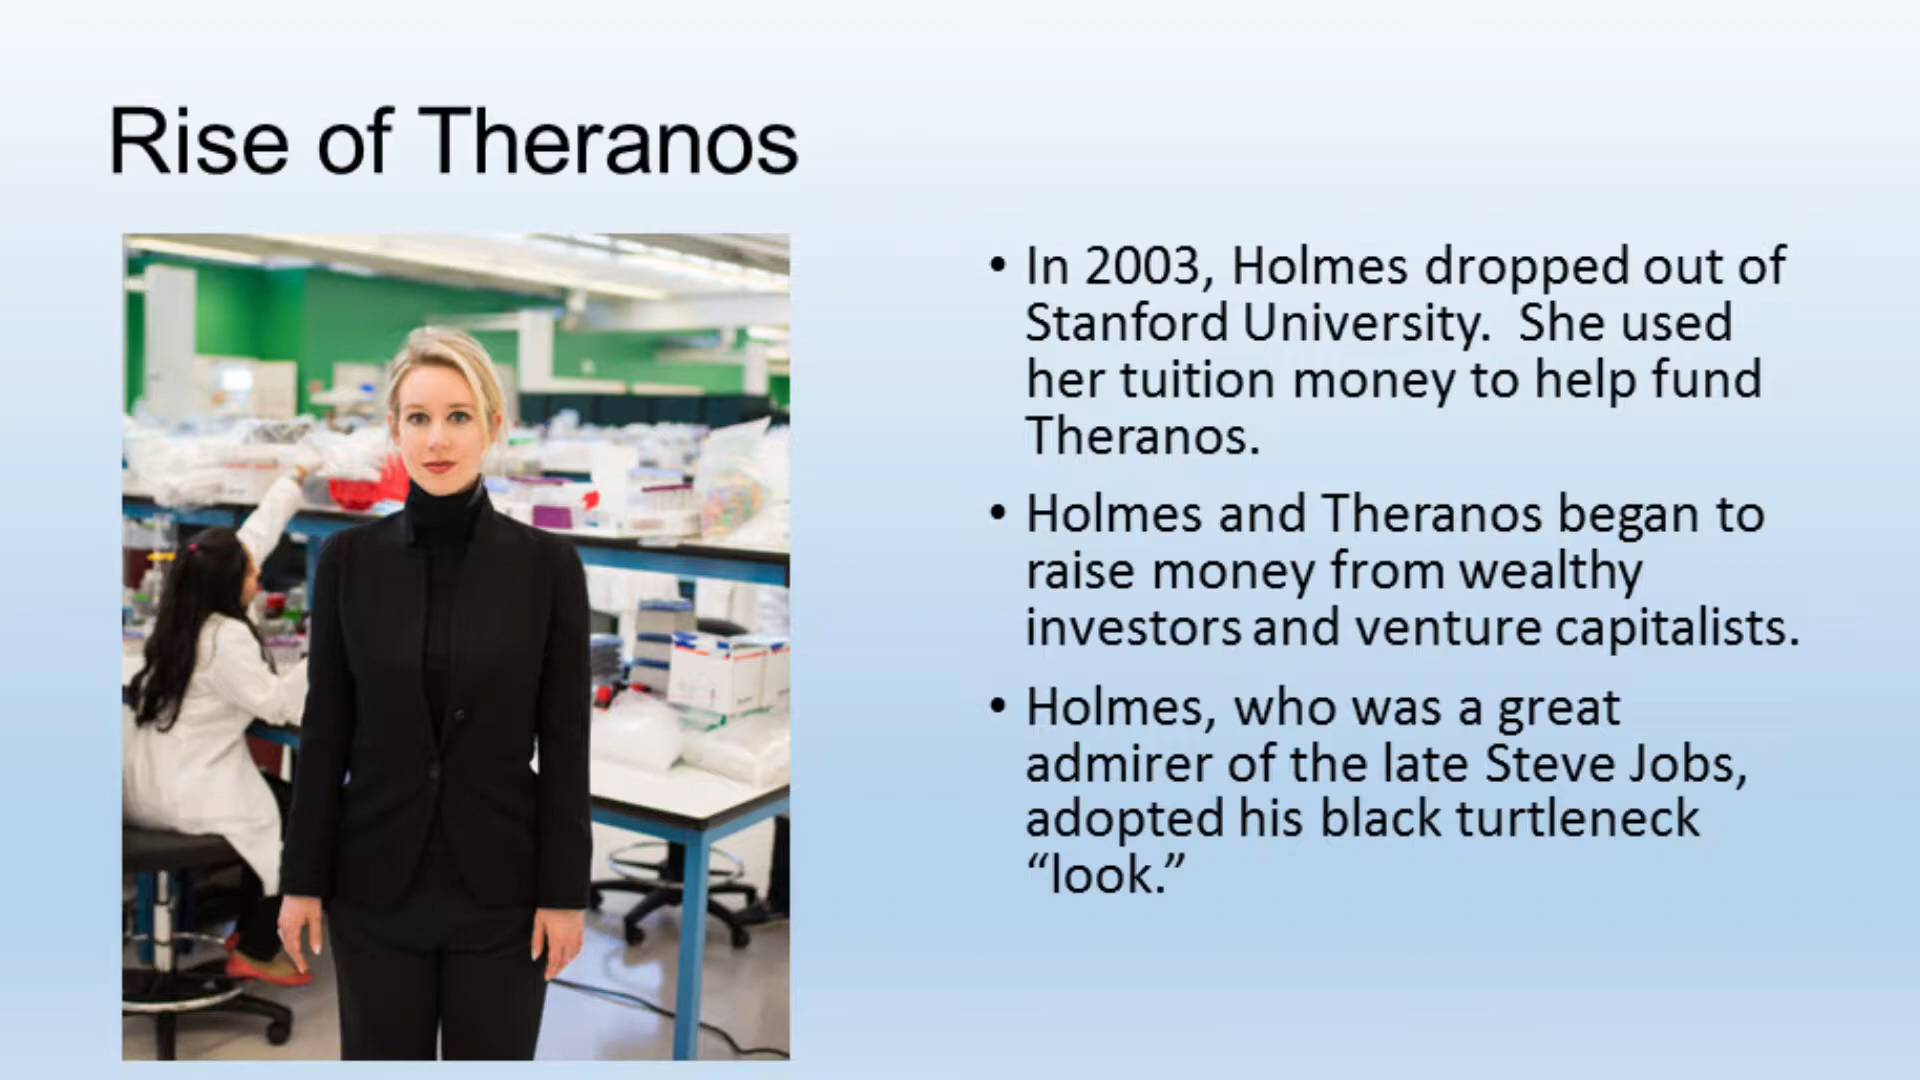 Rise of Theranos
• In 2003, Holmes dropped out of
Stanford University.  She used
her tuition money to help fund
Theranos.
• Holmes and Theranos began to
raise money from wealthy
investors and venture capitalists.
• Holmes, who was a great
admirer of the late Steve Jobs,
adopted his black turtleneck
“look.”